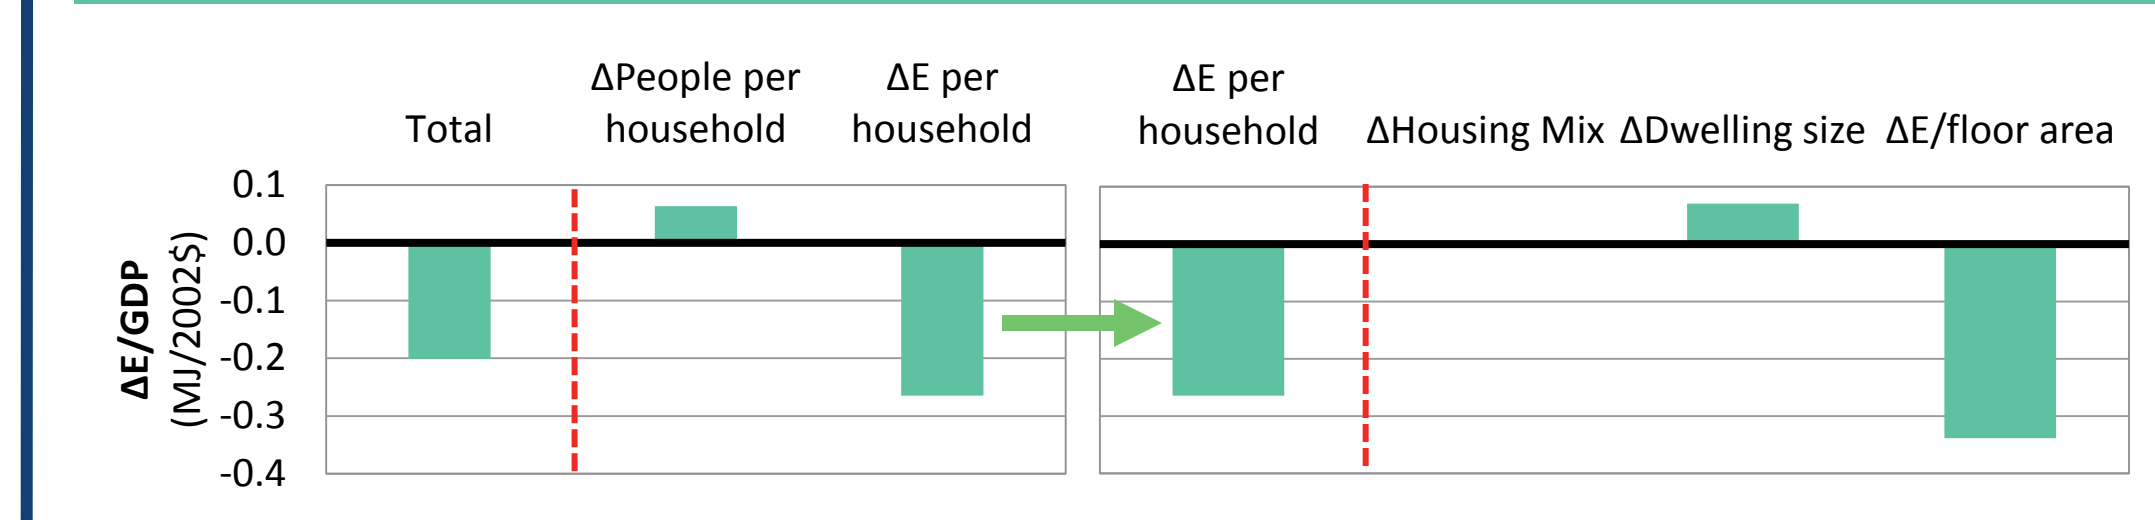 Total
ΔPeople per
household
ΔE per
household
ΔE per
household
ΔHousing Mix
ΔDwelling size
ΔE/floor area
ΔE/GDP
(MJ/2002$)
0.1
0.0
-0.1
-0.2
-0.3
-0.4